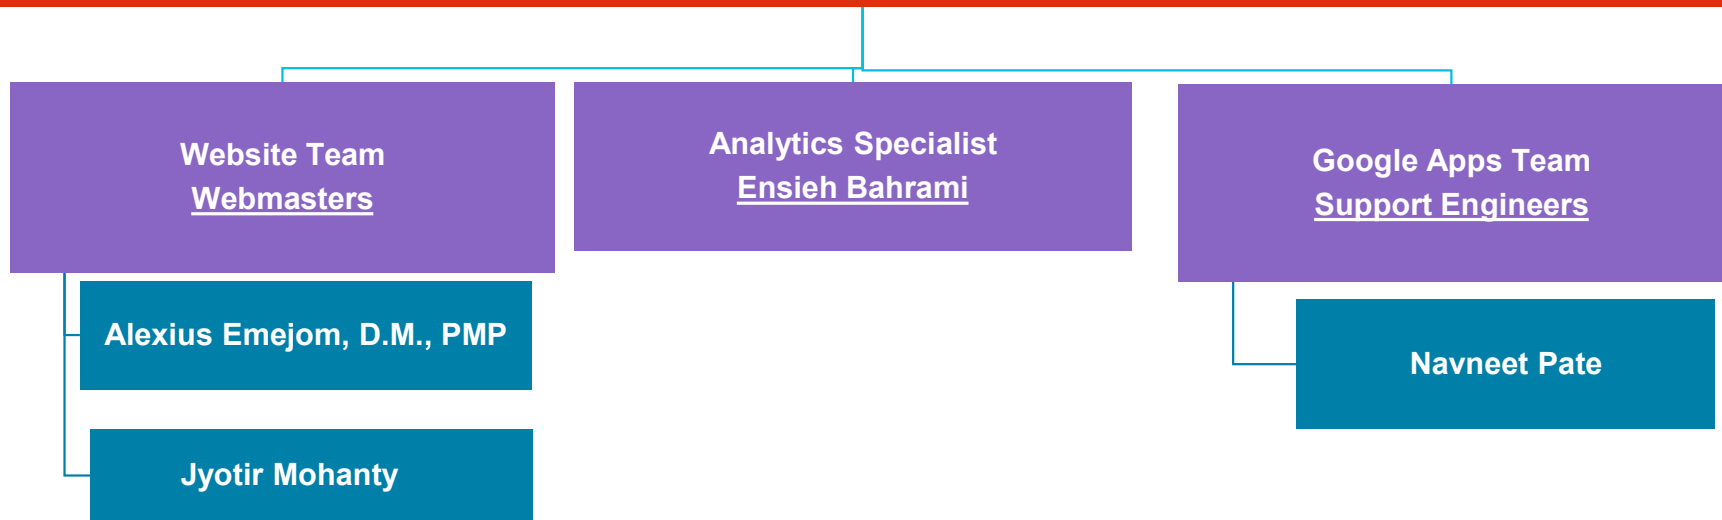 Website Team
Webmasters
Analytics Specialist
Ensieh Bahrami
Google Apps Team
Support Engineers
Alexius Emejom, D.M., PMP
Navneet Pate
Jyotir Mohanty